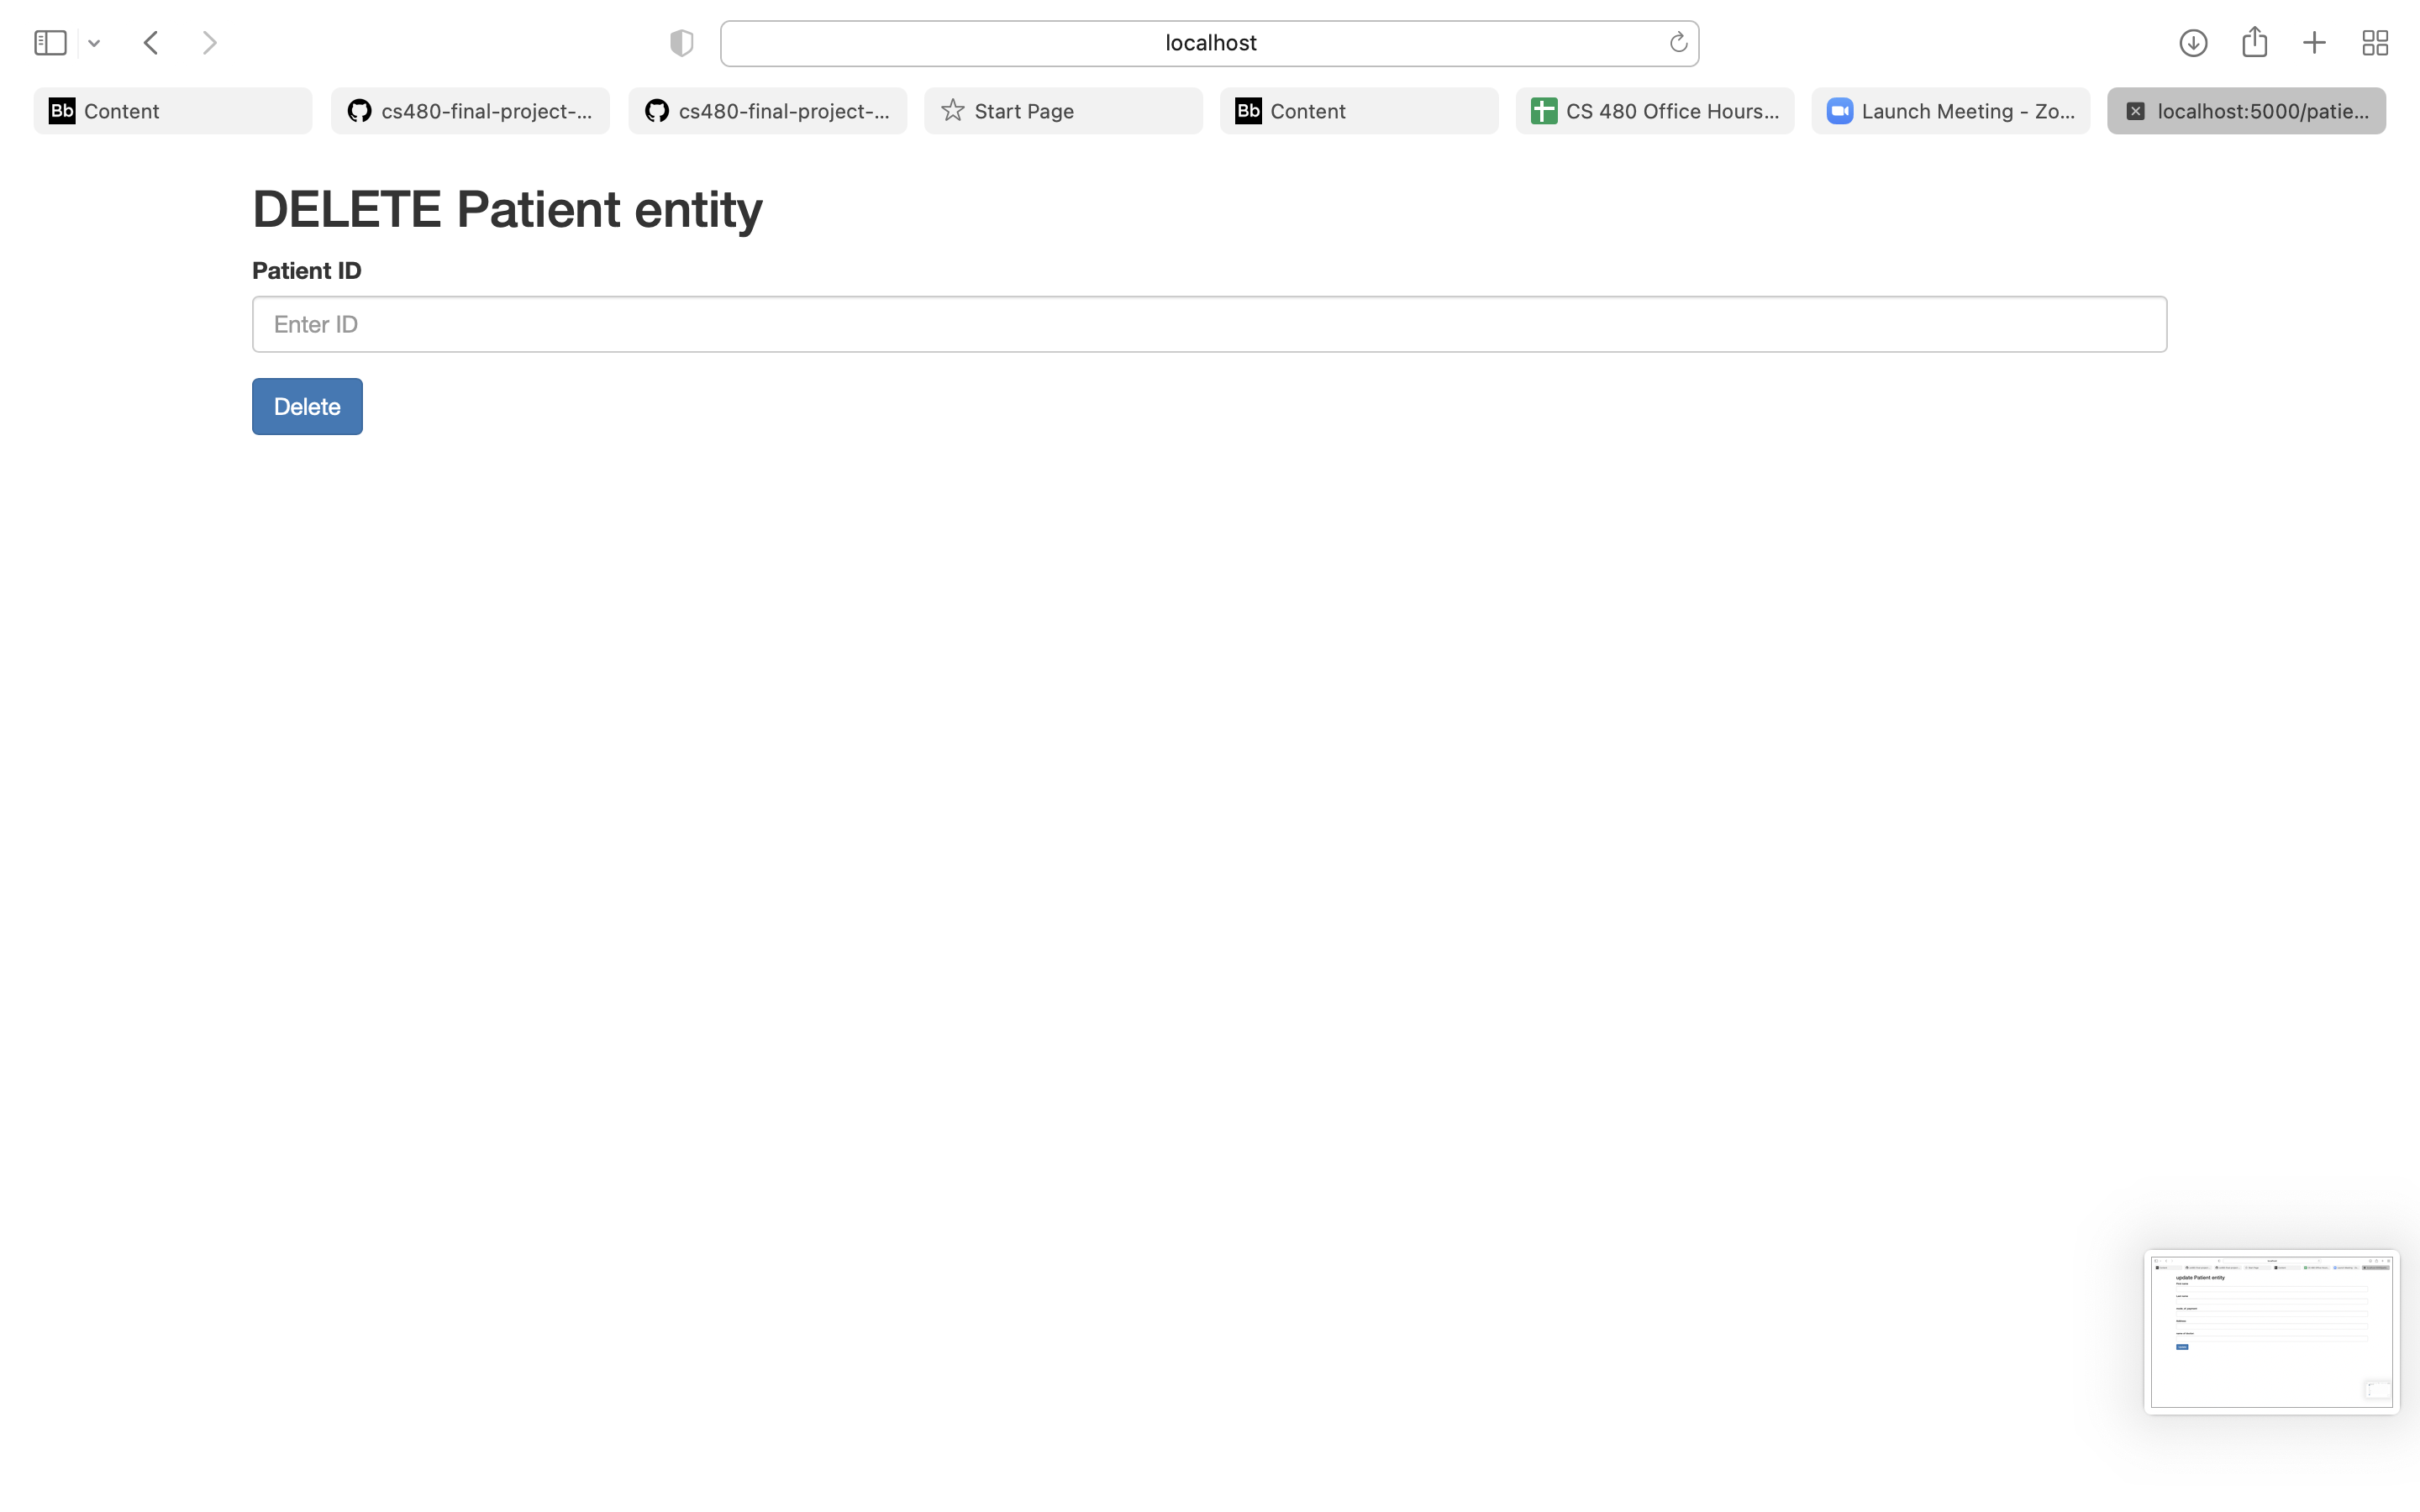 localhost
Bb Content
cs480-final-project-...
cs480-final-project-...
Start Page
Bb Content
CS 480 Office Hours...
Launch Meeting - Zo...
localhost:5000/patie...
DELETE Patient entity
Patient ID
Enter ID
Delete
update Patient entity